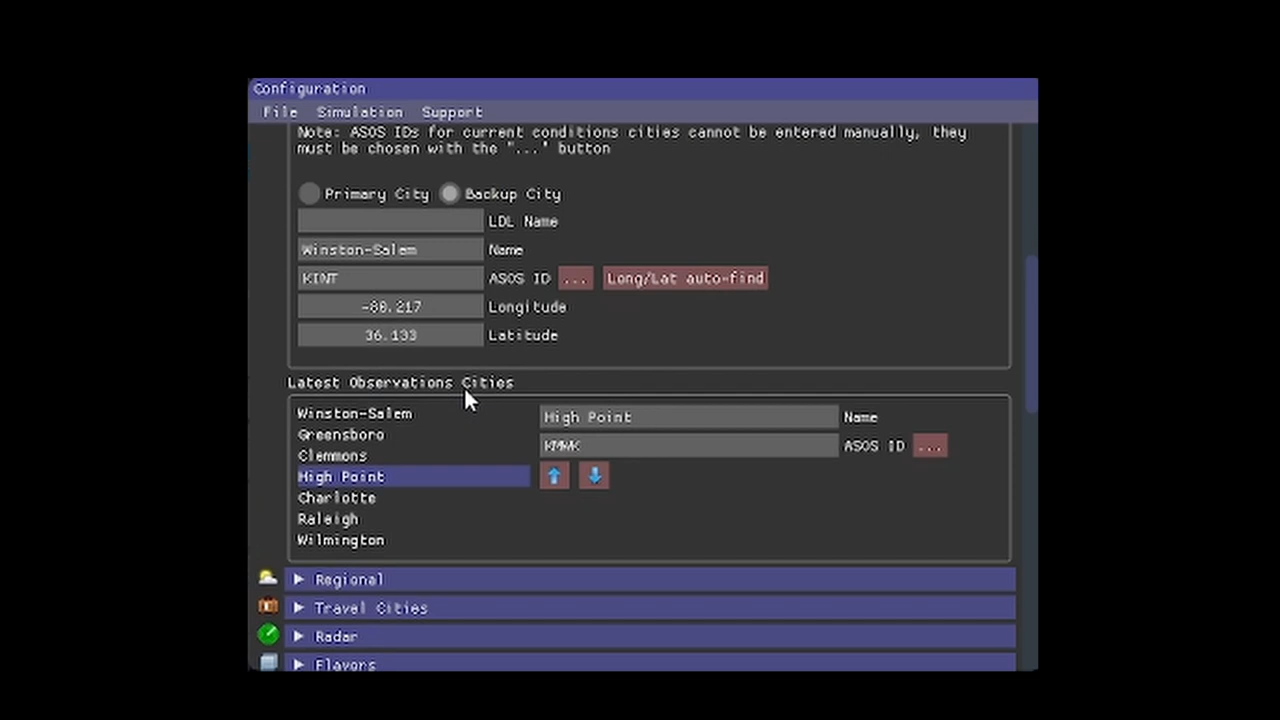 Configuration
File Simulation Support
Note: ASOS IDs for current conditions cities cannot be entered manually, they
must be chosen with the "..." button
Primary City Backup City
LDL Name
Winston-Salem Name
KINT ASOS ID ... Long/Lat auto-find
-80.217 Longitude
36.133 Latitude
Latest Observations Cities
Winston-Salem
Greensboro
Clemmons
High Point
Charlotte
Raleigh
Wilmington
High Point Name
ASOS ID ...
Regional
Travel Cities
Radar
Flavors